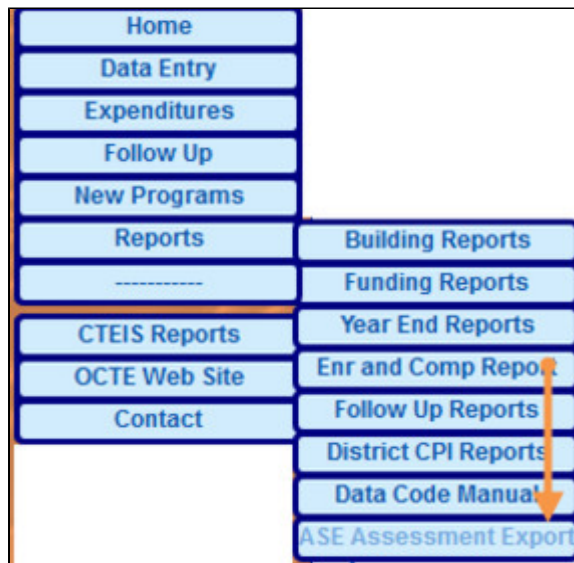 Home
Data Entry
Expenditures
Follow Up
New Programs
Reports
-----------
CTEIS Reports
OCTE Web Site
Contact
Building Reports
Funding Reports
Year End Reports
Enr and Comp Report
Follow Up Reports
District CPI Reports
Data Code Manual
ASE Assessment Export